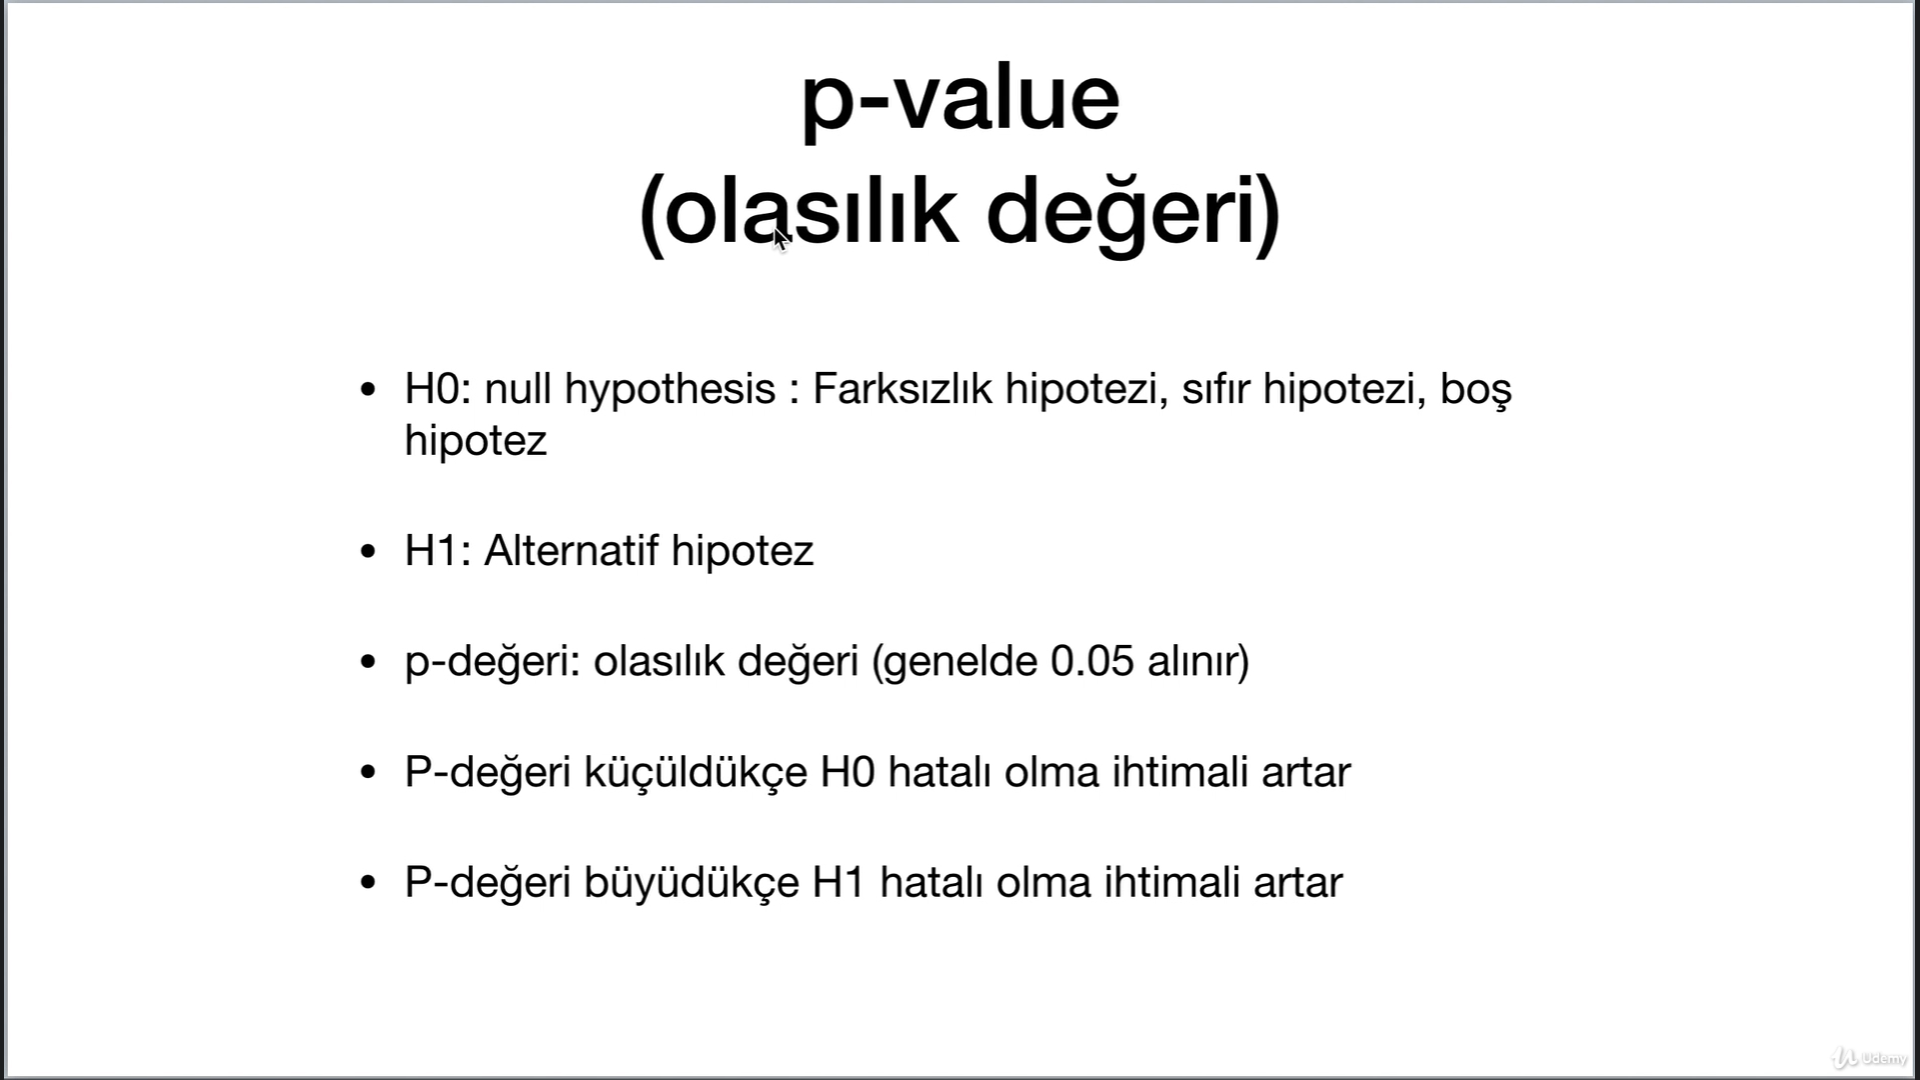 p-value
(olasılık değeri)
• H0: null hypothesis : Farksızlık hipotezi, sıfır hipotezi, boş
hipotez
• H1: Alternatif hipotez
• p-değeri: olasılık değeri (genelde 0.05 alınır)
• P-değeri küçüldükçe H0 hatalı olma ihtimali artar
• P-değeri büyüdükçe H1 hatalı olma ihtimali artar
Udemy